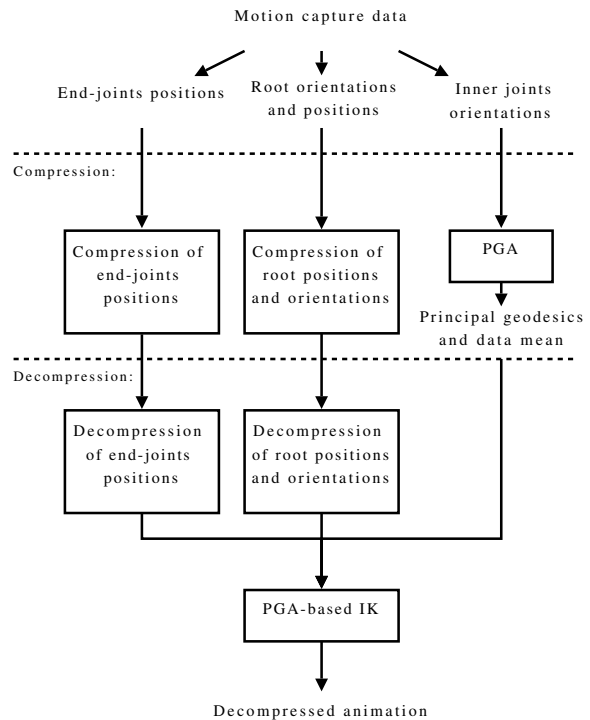 Motion capture data
End-joints positions
Root orientations
and positions
Inner joints
orientations
Compression:
Compression of
end-joints
positions
Compression of
root positions
and orientations
PGA
Principal geodesics
and data mean
Decompression:
Decompression
of end-joints
positions
Decompression
of root positions
and orientations
PGA-based IK
Decompressed animation